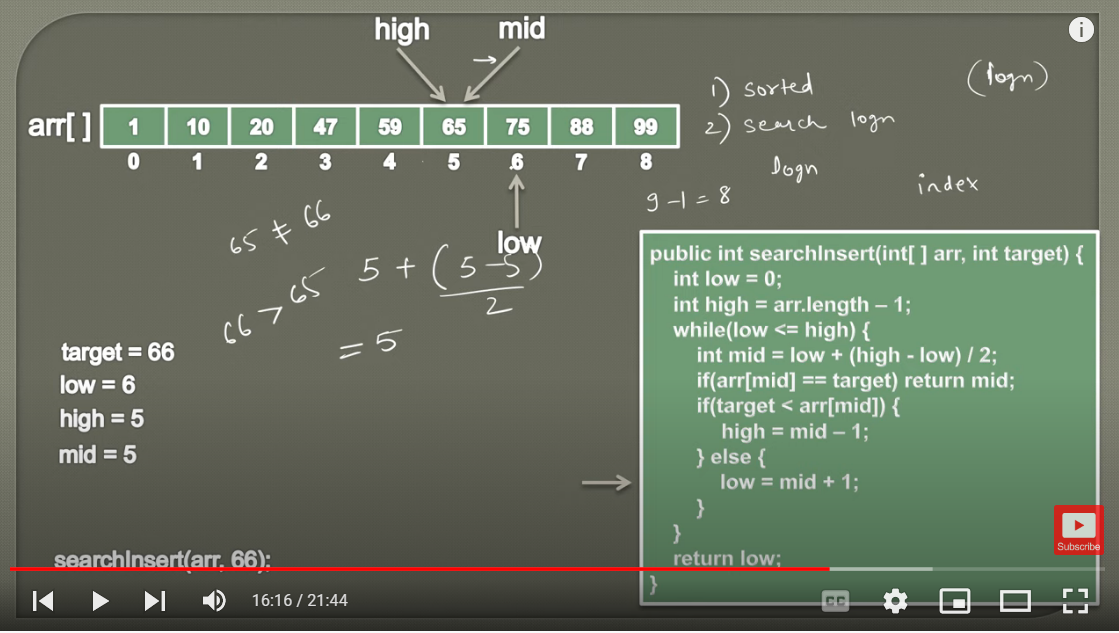 high mid
arr[ ] 1 10 20 47 59 65 75 88 99
0 1 2 3 4 5 6 7 8
low
1) sorted
2) search logn
logn
(logn)
index
9 - 1 = 8
65 ≠ 66
66 > 65
5 + (5 - 5)
2
= 5
target = 66
low = 6
high = 5
mid = 5
searchInsert(arr, 66);
public int searchInsert(int[ ] arr, int target) {
int low = 0;
int high = arr.length – 1;
while(low <= high) {
int mid = low + (high - low) / 2;
if(arr[mid] == target) return mid;
if(target < arr[mid]) {
high = mid – 1;
} else {
low = mid + 1;
}
}
return low;
}
Subscribe
16:16 / 21:44
CC